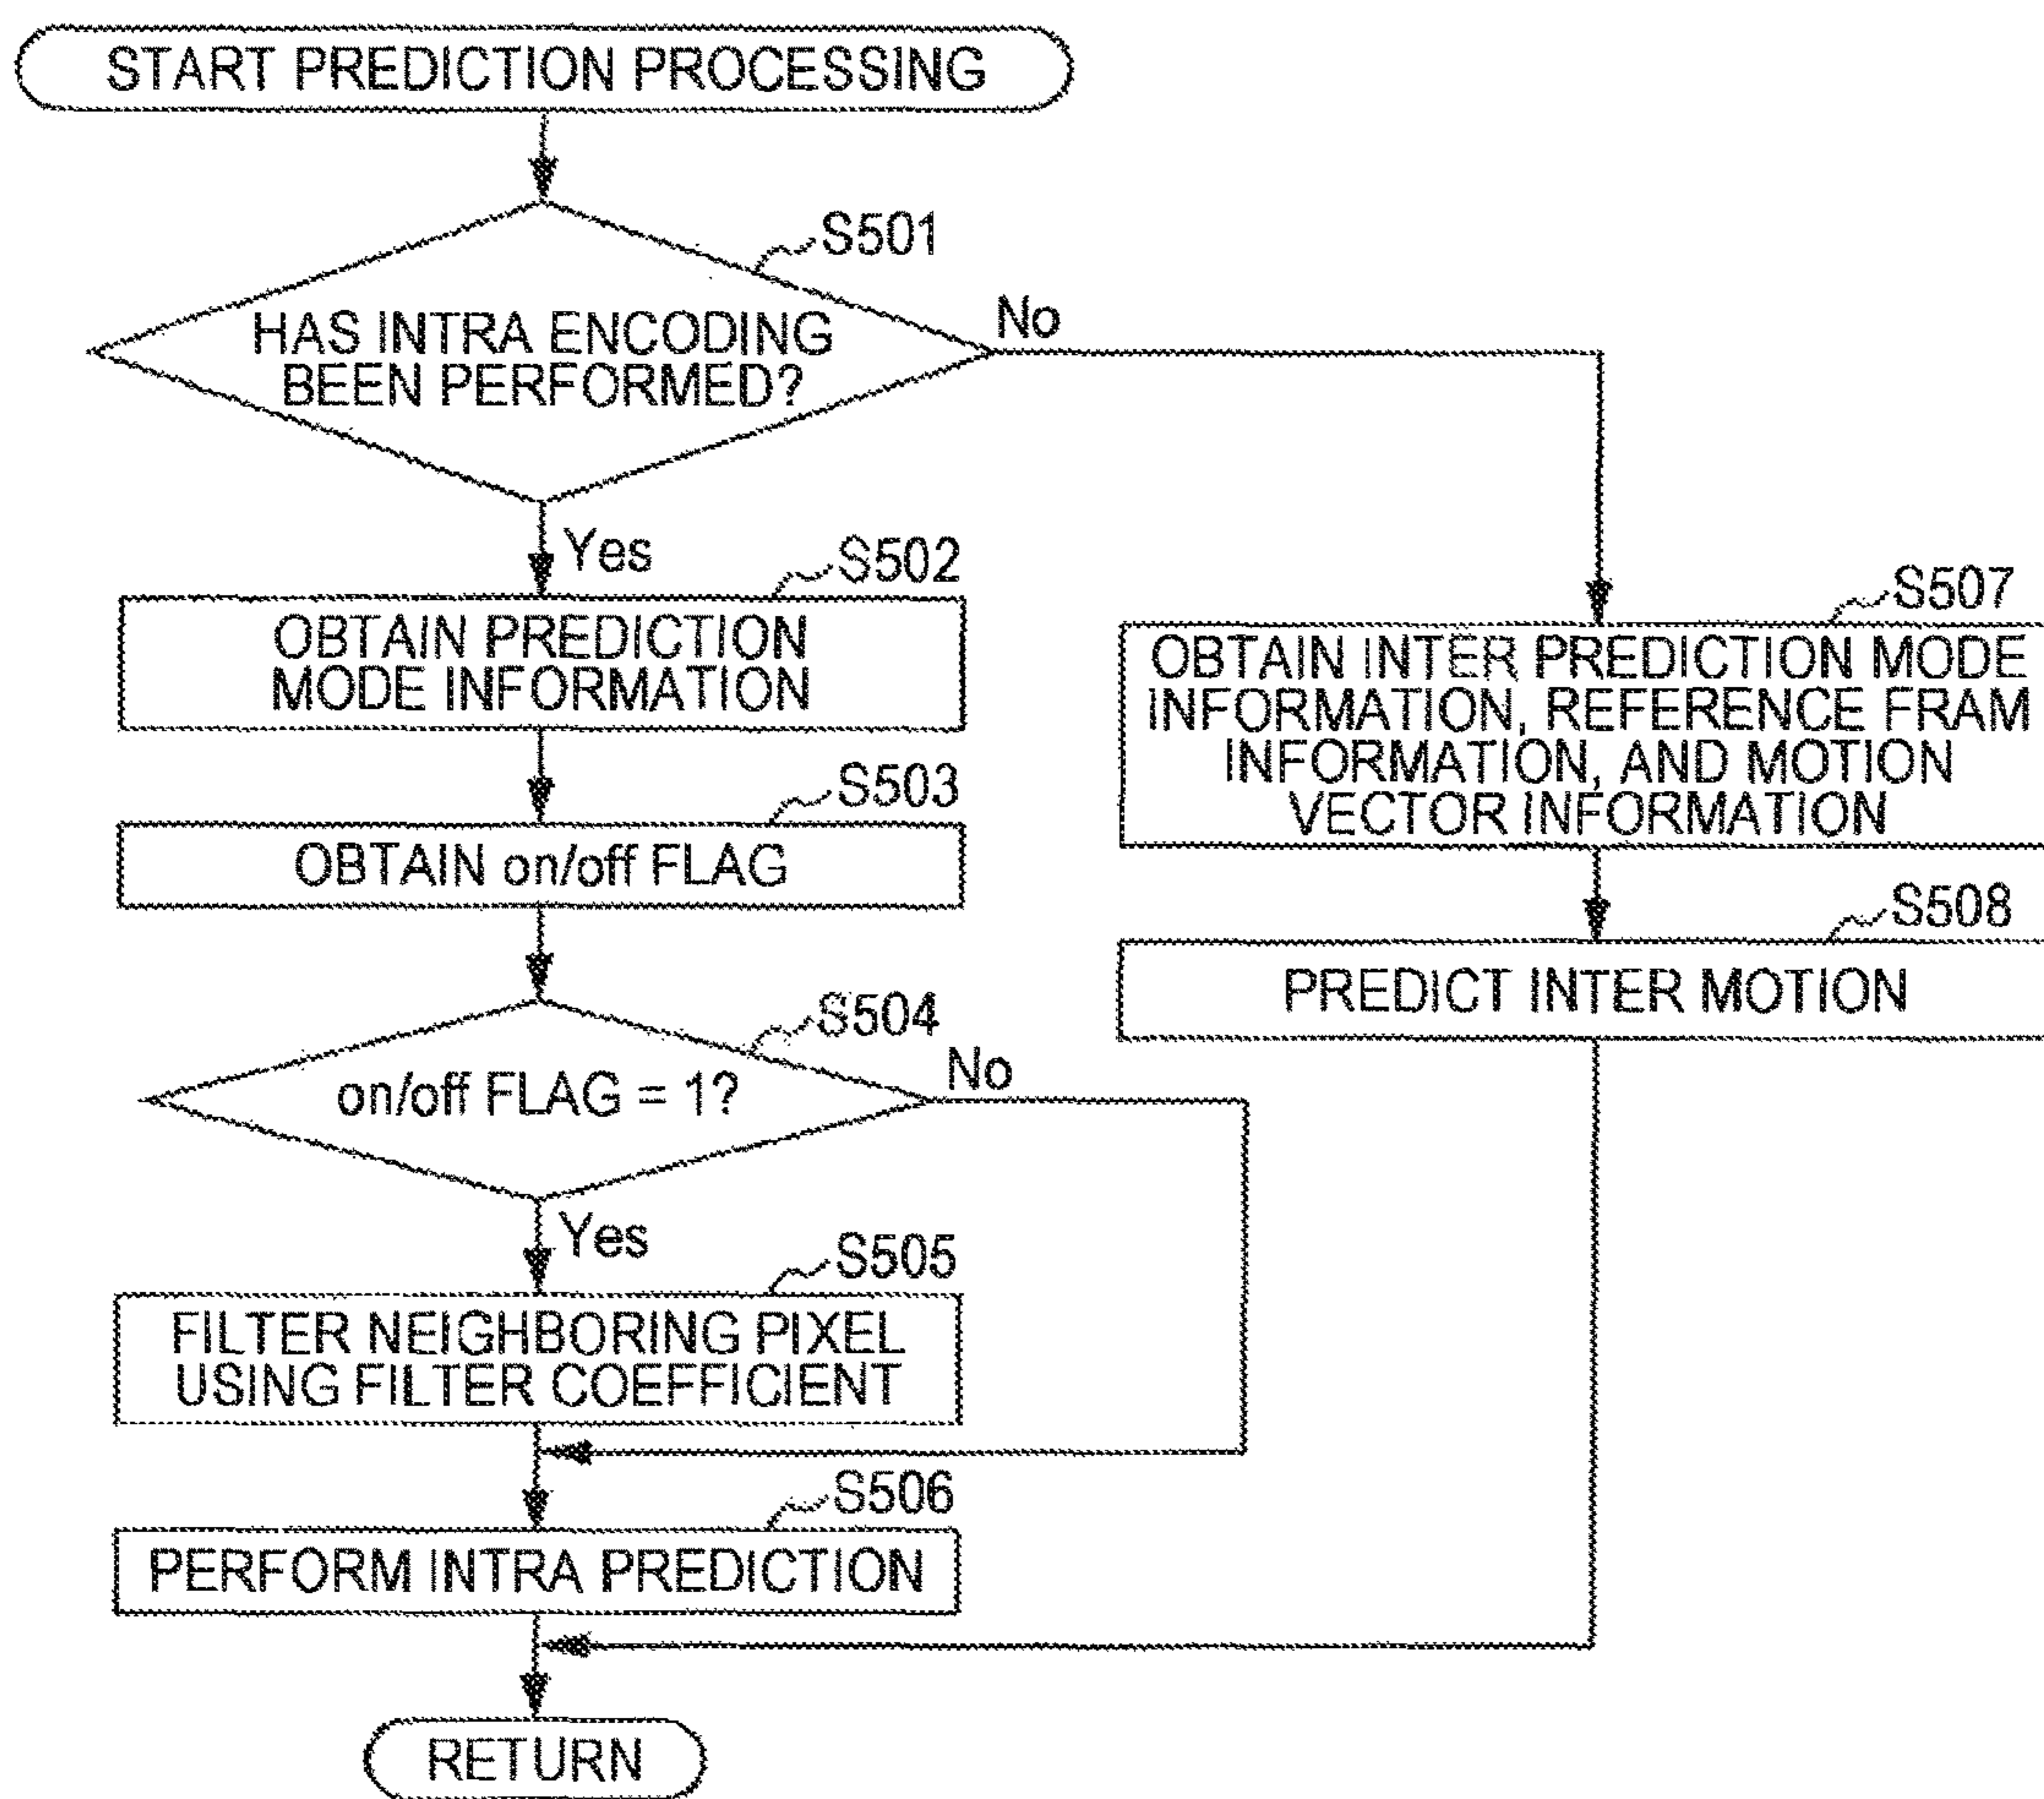 START PREDICTION PROCESSING
S501
HAS INTRA ENCODING
BEEN PERFORMED?
No
Yes
S502
OBTAIN PREDICTION
MODE INFORMATION
S503
OBTAIN on/off FLAG
S504
on/off FLAG = 1?
No
Yes
S505
FILTER NEIGHBORING PIXEL
USING FILTER COEFFICIENT
S506
PERFORM INTRA PREDICTION
S507
OBTAIN INTER PREDICTION MODE
INFORMATION, REFERENCE FRAM
INFORMATION, AND MOTION
VECTOR INFORMATION
S508
PREDICT INTER MOTION
RETURN